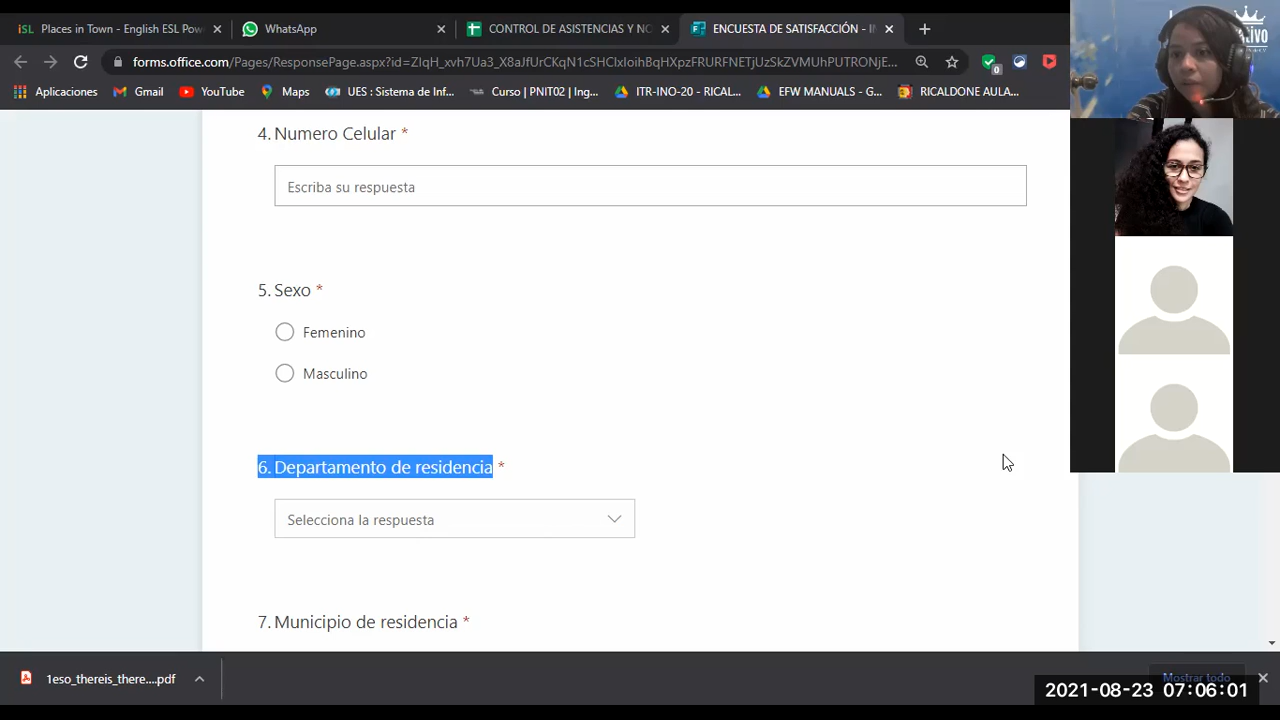 Places in Town - English ESL Pow
WhatsApp
CONTROL DE ASISTENCIAS Y NO
ENCUESTA DE SATISFACCIÓN - I
forms.office.com/Pages/ResponsePage.aspx?id=
0
Aplicaciones
Gmail
YouTube
Maps
UES : Sistema de Inf...
Curso | PNIT02 | Ing...
ITR-INO-20 - RICAL...
EFW MANUALS - G...
RICALDONE AULA...
4. Numero Celular *
Escriba su respuesta
5. Sexo *
Femenino
Masculino
6. Departamento de residencia *
Selecciona la respuesta
7. Municipio de residencia *
1eso_thereis_there....pdf
Mostrar todo
2021-08-23 07:06:01